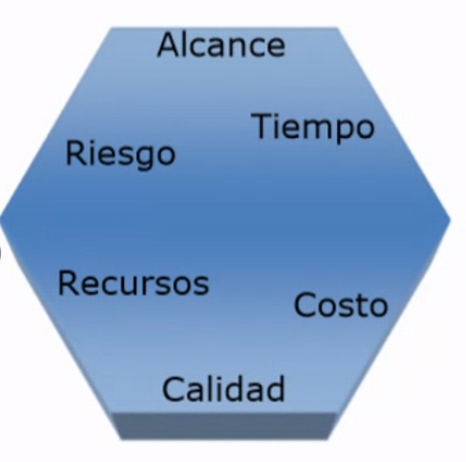 Alcance
Tiempo
Riesgo
Recursos
Costo
Calidad